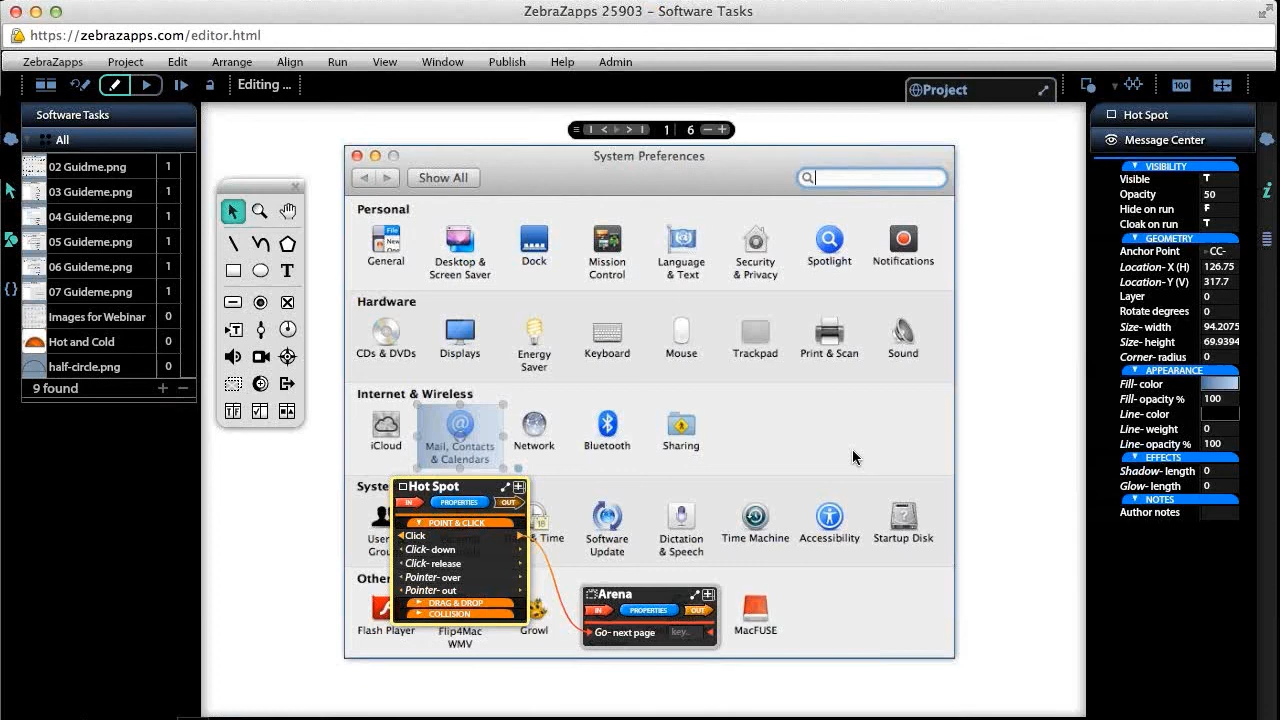 ZebraZapps 25903 – Software Tasks
https://zebrazapps.com/editor.html
ZebraZapps Project Edit Arrange Align Run View Window Publish Help Admin
Editing ...
Project
100
Software Tasks
All
02 Guidme.png 1
03 Guideme.png 1
04 Guideme.png 1
05 Guideme.png 1
06 Guideme.png 1
07 Guideme.png 1
Images for Webinar 0
Hot and Cold 0
half-circle.png 0
9 found
1 6
System Preferences
Show All
Personal
General
Desktop & Screen Saver
Dock
Mission Control
Language & Text
Security & Privacy
Spotlight
Notifications
Hardware
CDs & DVDs
Displays
Energy Saver
Keyboard
Mouse
Trackpad
Print & Scan
Sound
Internet & Wireless
iCloud
Mail, Contacts & Calendars
Network
Bluetooth
Sharing
Software Update
Dictation & Speech
Time Machine
Accessibility
Startup Disk
Other
Flash Player
Flip4Mac WMV
Growl
MacFUSE
Hot Spot
IN PROPERTIES OUT
POINT & CLICK
Click
Click- down
Click- release
Pointer- over
Pointer- out
DRAG & DROP
COLLISION
Arena
IN PROPERTIES OUT
Go- next page key..
Hot Spot
Message Center
VISIBILITY
Visible T
Opacity 50
Hide on run F
Cloak on run T
GEOMETRY
Anchor Point CC-
Location- X (H) 126.75
Location- Y (V) 317.7
Layer 0
Rotate degrees 0
Size- width 94.2075
Size- height 69.9394
Corner- radius 0
APPEARANCE
Fill- color
Fill- opacity % 100
Line- color
Line- weight 0
Line- opacity % 100
EFFECTS
Shadow- length 0
Glow- length 0
NOTES
Author notes